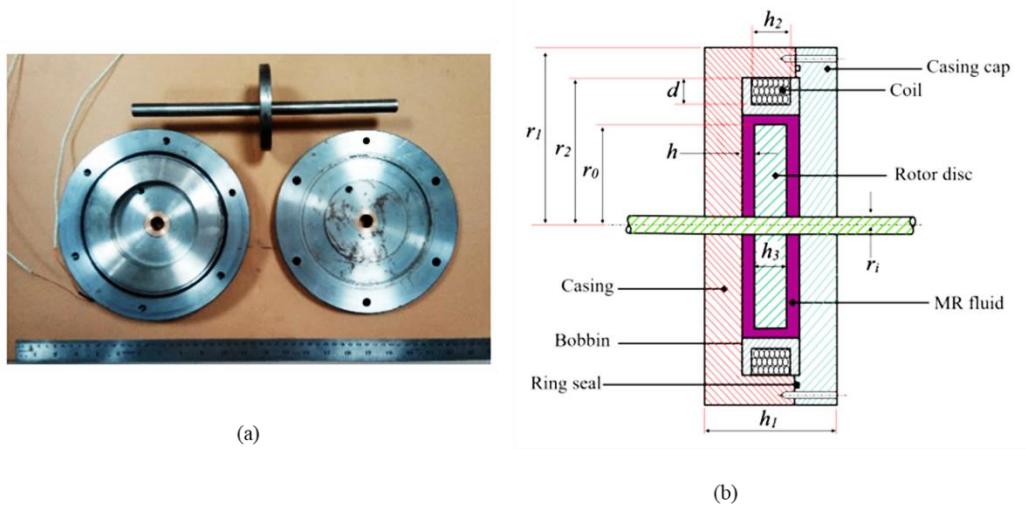 h₂
Casing cap
d
Coil
r₁
r₂
h
r₀
Rotor disc
h₃
rᵢ
Casing
MR fluid
Bobbin
Ring seal
h₁
(a)
(b)